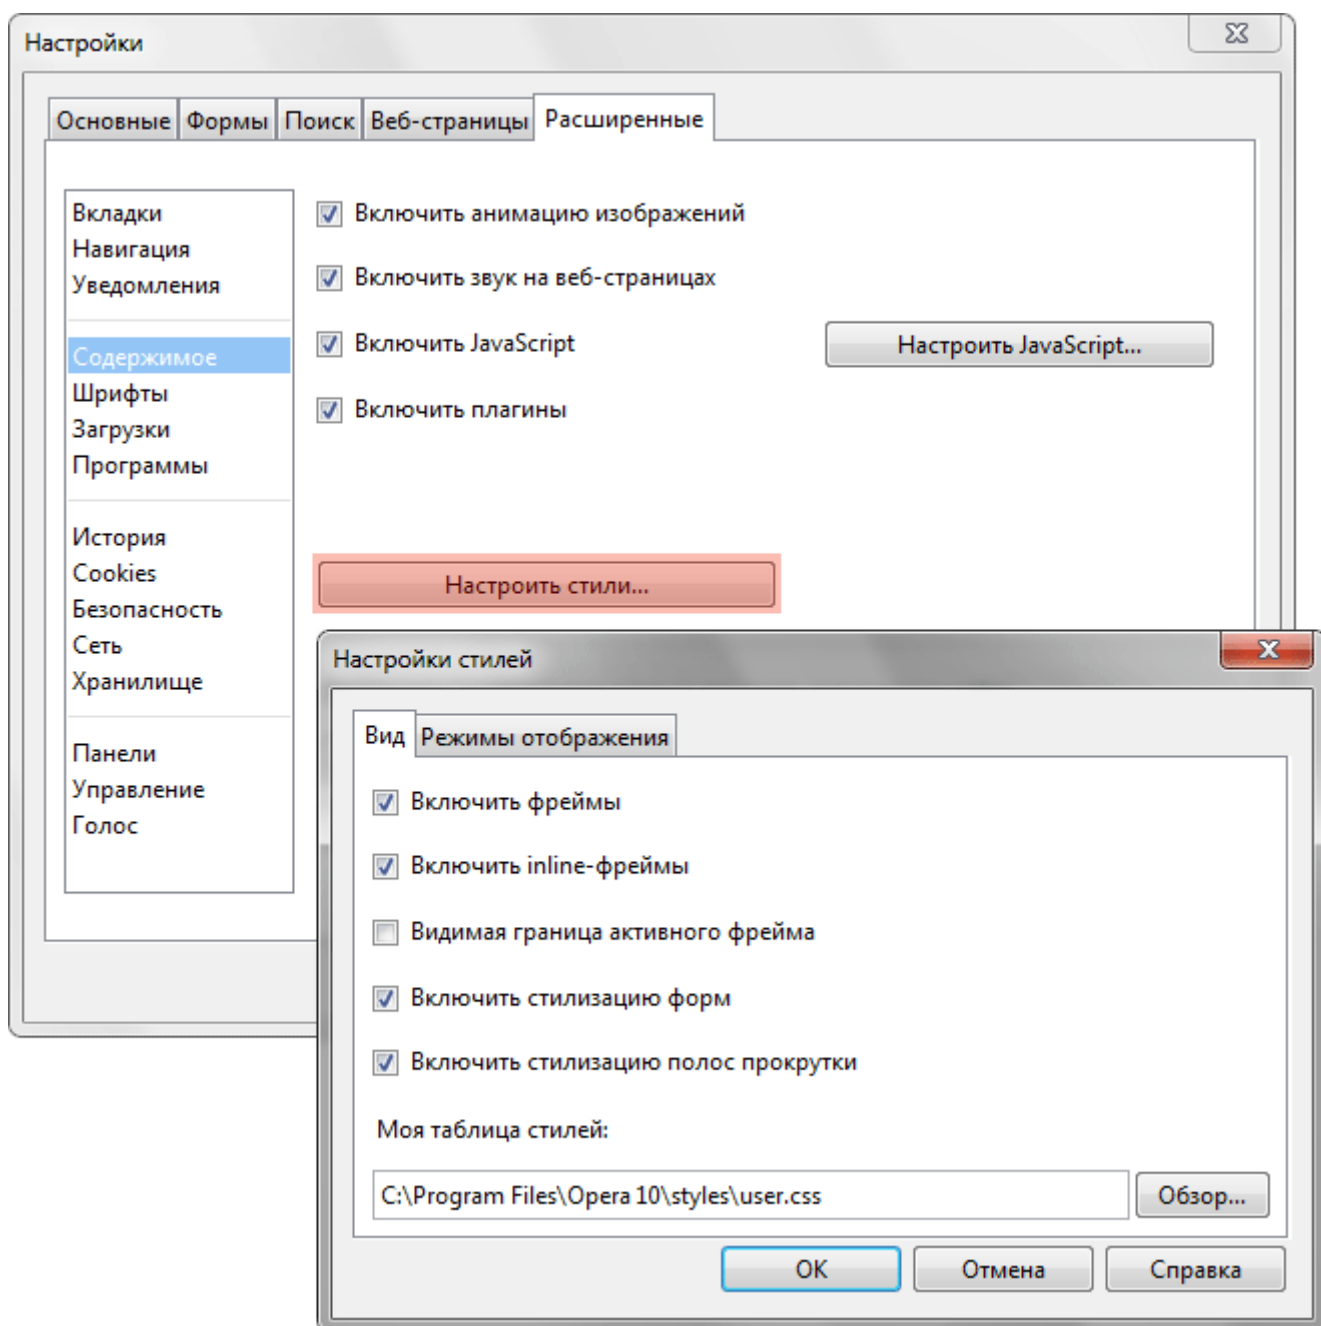 Настройки
Основные Формы Поиск Веб-страницы Расширенные
Вкладки
Навигация
Уведомления
Содержимое
Шрифты
Загрузки
Программы
История
Cookies
Безопасность
Сеть
Хранилище
Панели
Управление
Голос
Включить анимацию изображений
Включить звук на веб-страницах
Включить JavaScript
Настроить JavaScript...
Включить плагины
Настроить стили...
Настройки стилей
Вид Режимы отображения
Включить фреймы
Включить inline-фреймы
Видимая граница активного фрейма
Включить стилизацию форм
Включить стилизацию полос прокрутки
Моя таблица стилей:
C:\Program Files\Opera 10\styles\user.css
Обзор...
OK Отмена Справка